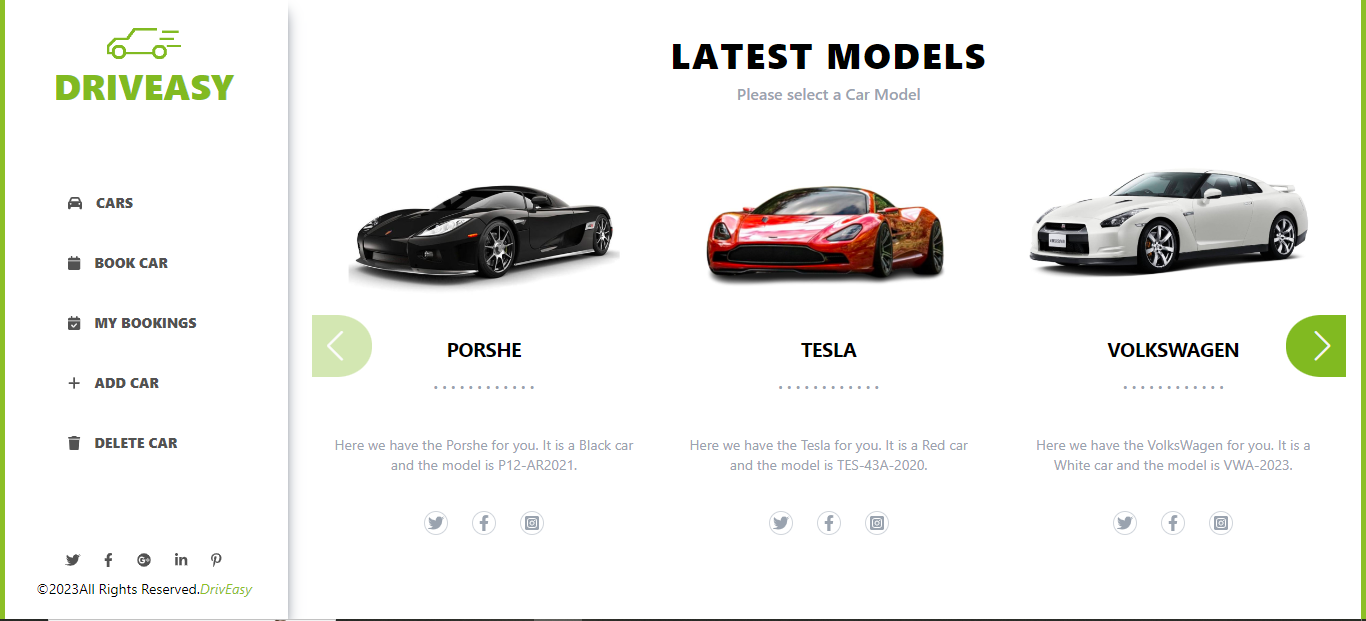 DRIVEASY
CARS
BOOK CAR
MY BOOKINGS
ADD CAR
DELETE CAR
©2023All Rights Reserved.DrivEasy
LATEST MODELS
Please select a Car Model
PORSHE
Here we have the Porshe for you. It is a Black car
and the model is P12-AR2021.
TESLA
Here we have the Tesla for you. It is a Red car
and the model is TES-43A-2020.
VOLKSWAGEN
Here we have the VolksWagen for you. It is a
White car and the model is VWA-2023.